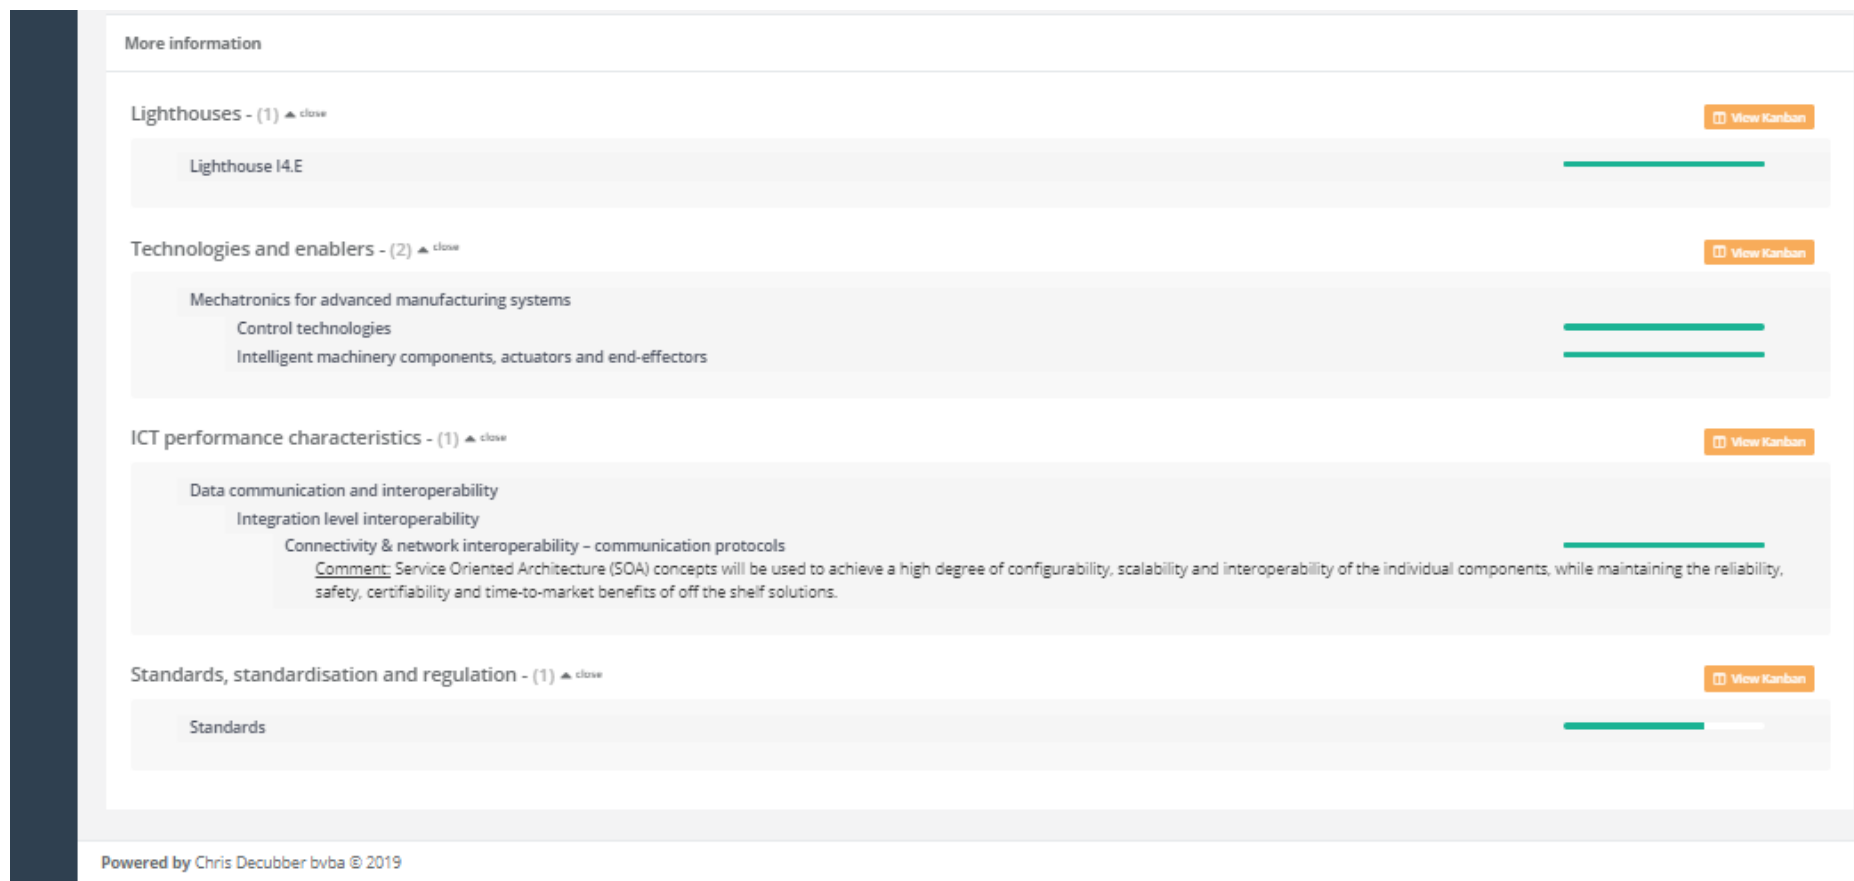 More information
Lighthouses - (1) close
View Kanban
Lighthouse I4.E
Technologies and enablers - (2) close
View Kanban
Mechatronics for advanced manufacturing systems
Control technologies
Intelligent machinery components, actuators and end-effectors
ICT performance characteristics - (1) close
View Kanban
Data communication and interoperability
Integration level interoperability
Connectivity & network interoperability – communication protocols
Comment: Service Oriented Architecture (SOA) concepts will be used to achieve a high degree of configurability, scalability and interoperability of the individual components, while maintaining the reliability,
safety, certifiability and time-to-market benefits of off the shelf solutions.
Standards, standardisation and regulation - (1) close
View Kanban
Standards
Powered by Chris Decubber bvba © 2019